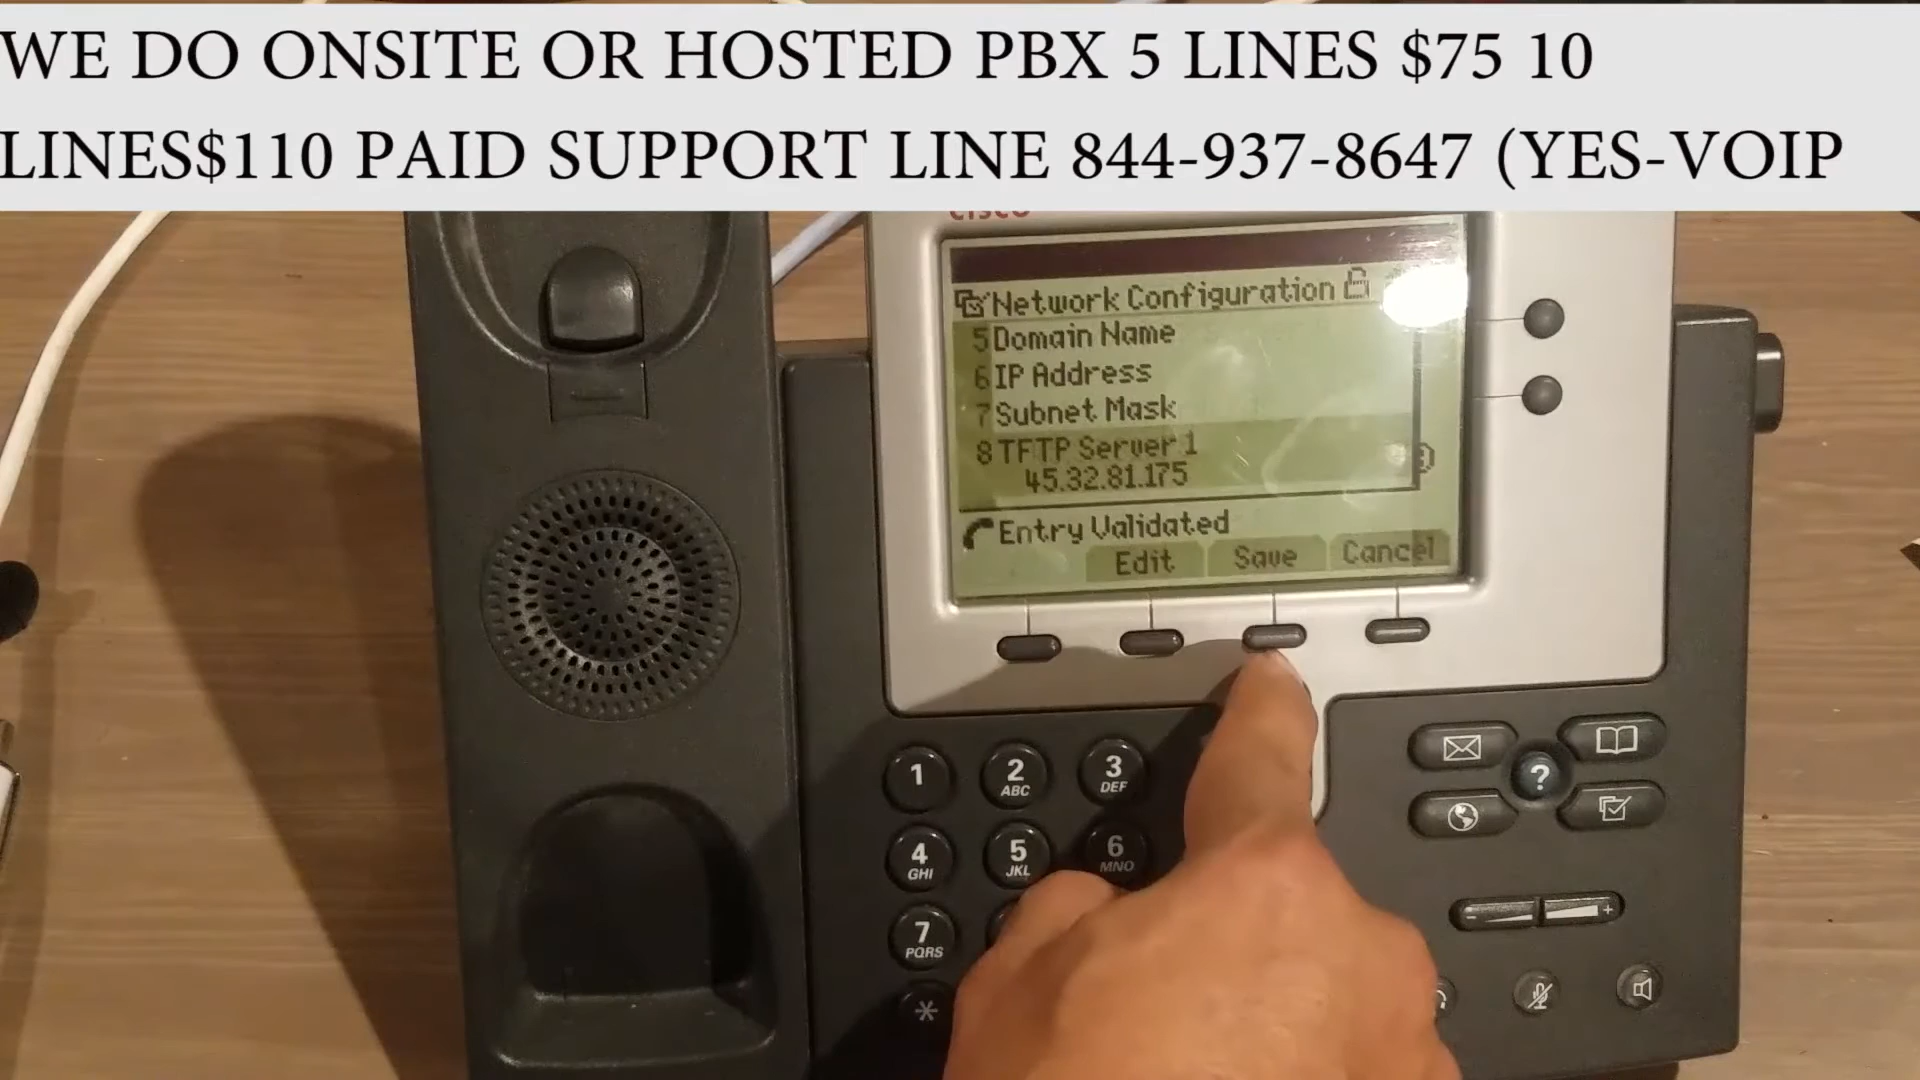 WE DO ONSITE OR HOSTED PBX 5 LINES $75 10
LINES$110 PAID SUPPORT LINE 844-937-8647 (YES-VOIP
CISCO
Network Configuration
5 Domain Name
6 IP Address
7 Subnet Mask
8 TFTP Server 1
45.32.81.175
Entry Validated
Edit Save Cancel
1 2 ABC 3 DEF
4 GHI 5 JKL 6 MNO
7 PQRS
*
?
- +